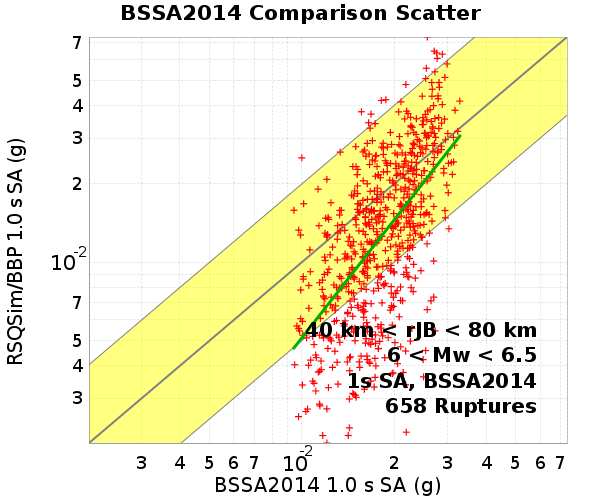 BSSA2014 Comparison Scatter
RSQSim/BBP 1.0 s SA (g)
7
5
4
3
2
10-2
7
5
4
3
40 km < rJB < 80 km
6 < Mw < 6.5
1s SA, BSSA2014
658 Ruptures
3 4 5 6 7 10-2 2 3 4 5 6 7
BSSA2014 1.0 s SA (g)